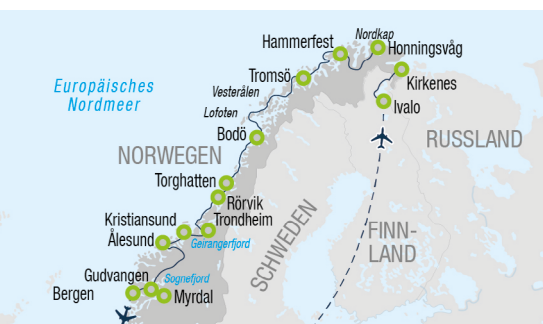 Nordkap
Hammerfest
Honningsvåg
Tromsö
Kirkenes
Europäisches
Nordmeer
Vesterålen
Ivalo
Lofoten
Bodö
RUSSLAND
NORWEGEN
Torghatten
Rörvik
Kristiansund
Trondheim
Ålesund
Geirangerfjord
SCHWEDEN
FINN-
LAND
Gudvangen
Sognefjord
Bergen
Myrdal